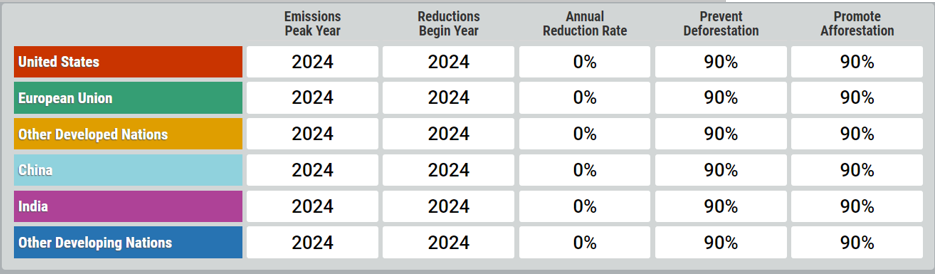 Emissions Peak Year Reductions Begin Year Annual Reduction Rate Prevent Deforestation Promote Afforestation
United States 2024 2024 0% 90% 90%
European Union 2024 2024 0% 90% 90%
Other Developed Nations 2024 2024 0% 90% 90%
China 2024 2024 0% 90% 90%
India 2024 2024 0% 90% 90%
Other Developing Nations 2024 2024 0% 90% 90%